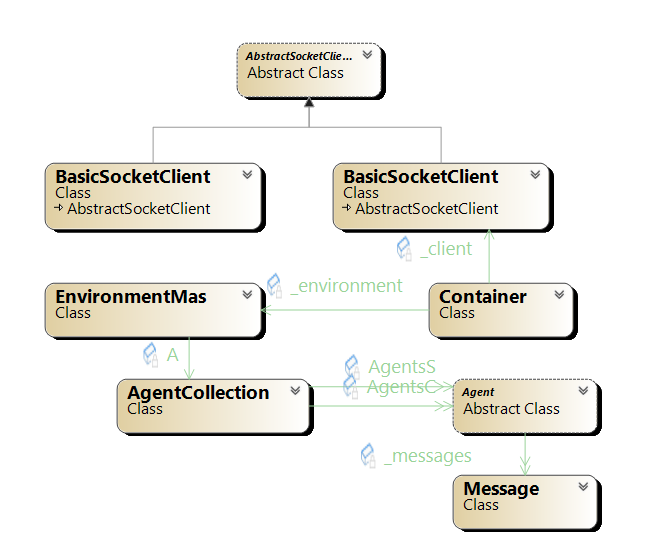 AbstractSocketClie...
Abstract Class
BasicSocketClient
Class
AbstractSocketClient
BasicSocketClient
Class
AbstractSocketClient
_client
_environment
EnvironmentMas
Class
Container
Class
A
AgentsS
AgentsC
AgentCollection
Class
Agent
Abstract Class
_messages
Message
Class